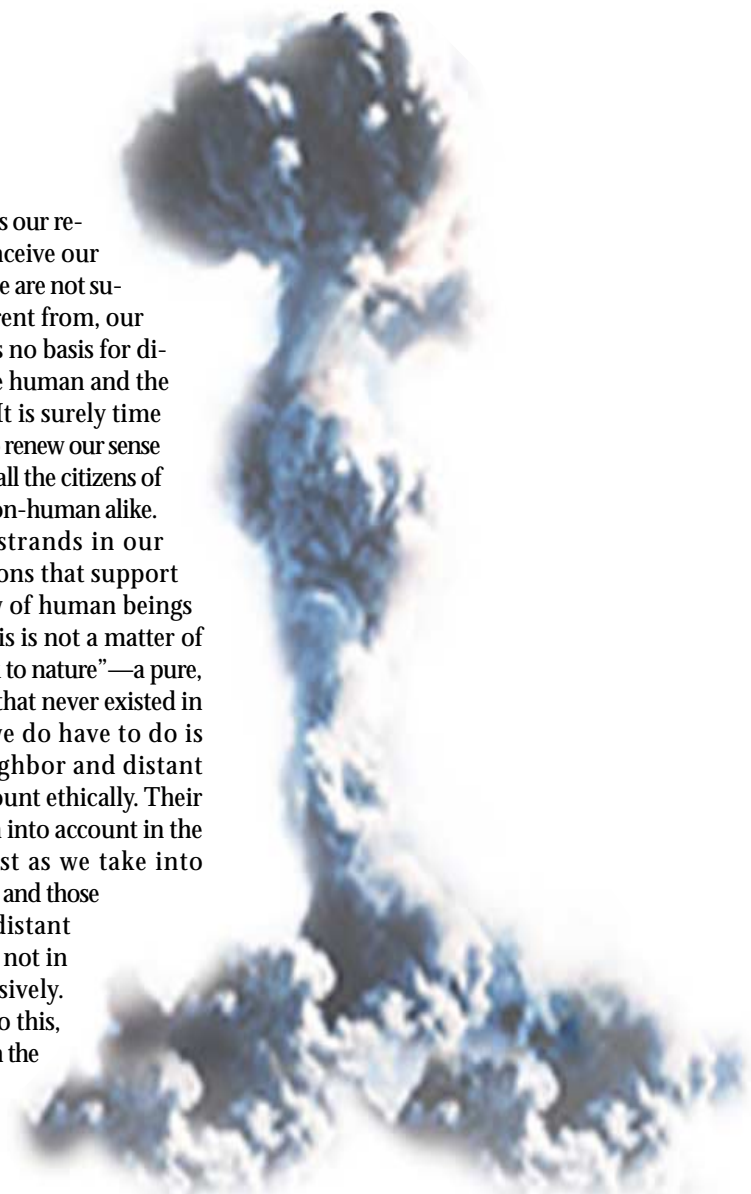 s our re-
ceive our
e are not su-
rent from, our
s no basis for di-
e human and the
It is surely time
renew our sense
all the citizens of
on-human alike.
strands in our
ons that support
y of human beings
is is not a matter of
to nature”—a pure,
that never existed in
ve do have to do is
ghbor and distant
ount ethically. Their
into account in the
st as we take into
and those
distant
not in
sively.
o this,
the